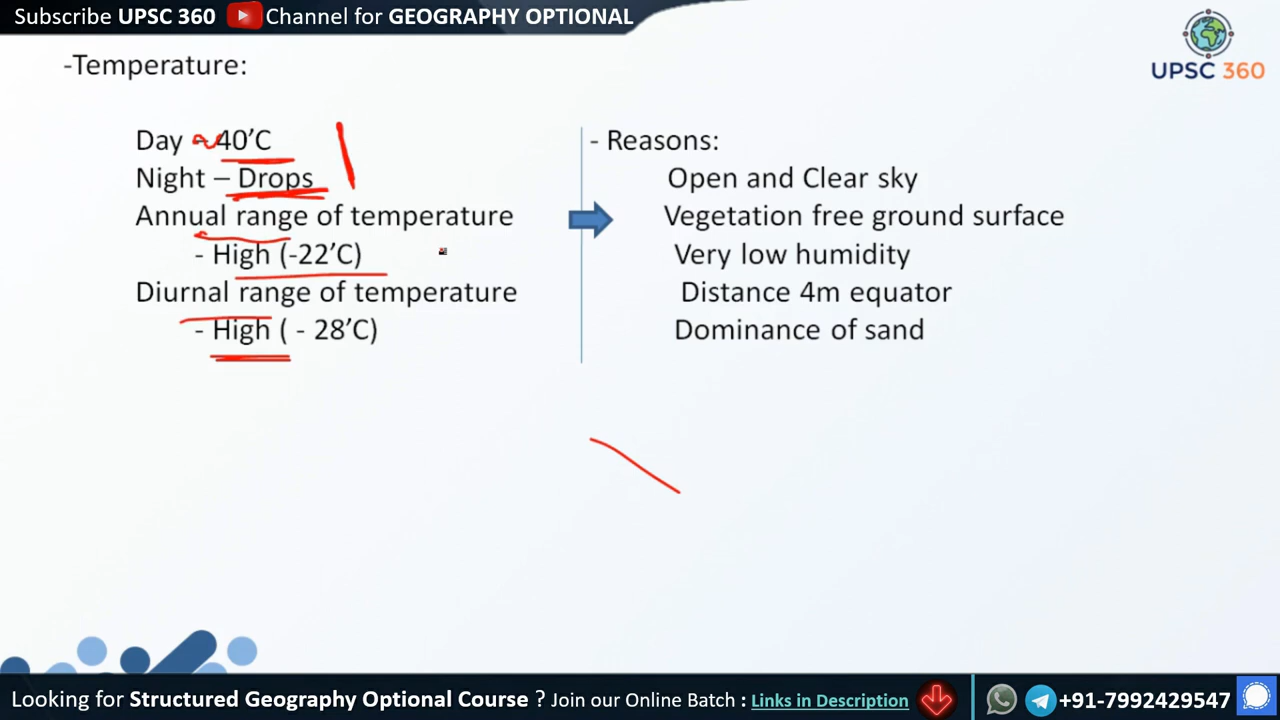 Subscribe UPSC 360 Channel for GEOGRAPHY OPTIONAL
UPSC 360
-Temperature:
Day – 40’C
Night – Drops
Annual range of temperature
- High (-22’C)
Diurnal range of temperature
- High ( - 28’C)
- Reasons:
Open and Clear sky
Vegetation free ground surface
Very low humidity
Distance 4m equator
Dominance of sand
Looking for Structured Geography Optional Course ? Join our Online Batch : Links in Description
+91-7992429547